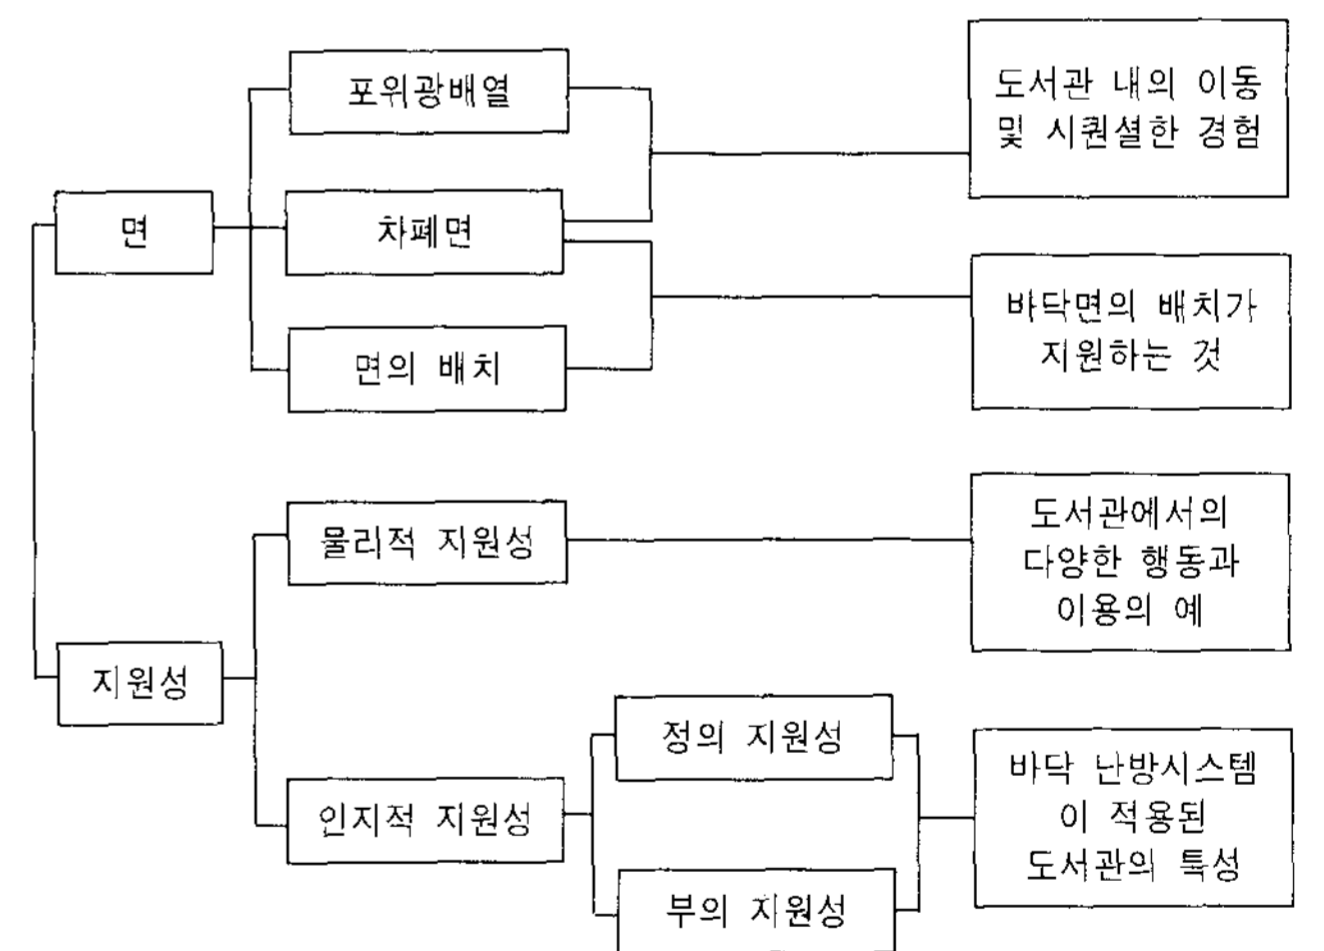 포위광배열
도서관 내의 이동
및 시퀀셜한 경험
면
차폐면
면의 배치
바닥면의 배치가
지원하는 것
물리적 지원성
도서관에서의
다양한 행동과
이용의 예
지원성
정의 지원성
인지적 지원성
바닥 난방시스템
이 적용된
도서관의 특성
부의 지원성